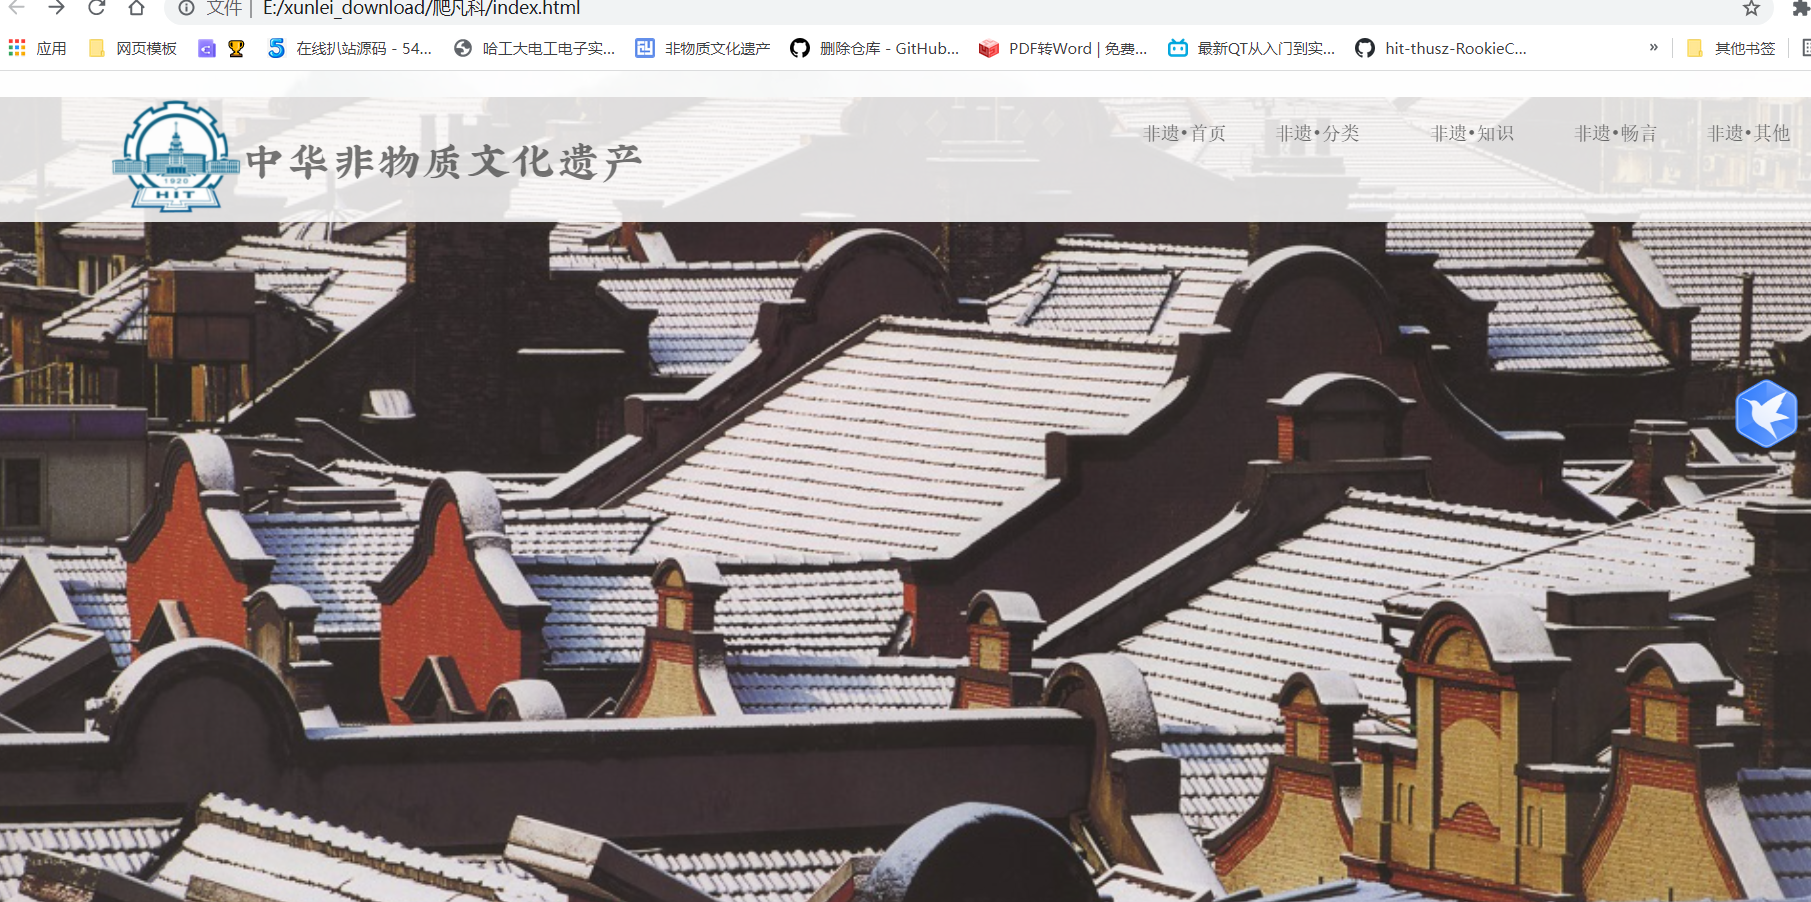 文件 | E:/xunlei_download/爬凡科/index.html
应用 网页模板 在线扒站源码 - 54... 哈工大电工电子实... 非物质文化遗产 删除仓库 - GitHub... PDF转Word | 免费... 最新QT从入门到实... hit-thusz-RookieC... » 其他书签
非遗•首页 非遗•分类 非遗•知识 非遗•畅言 非遗•其他
中华非物质文化遗产
1920
HIT